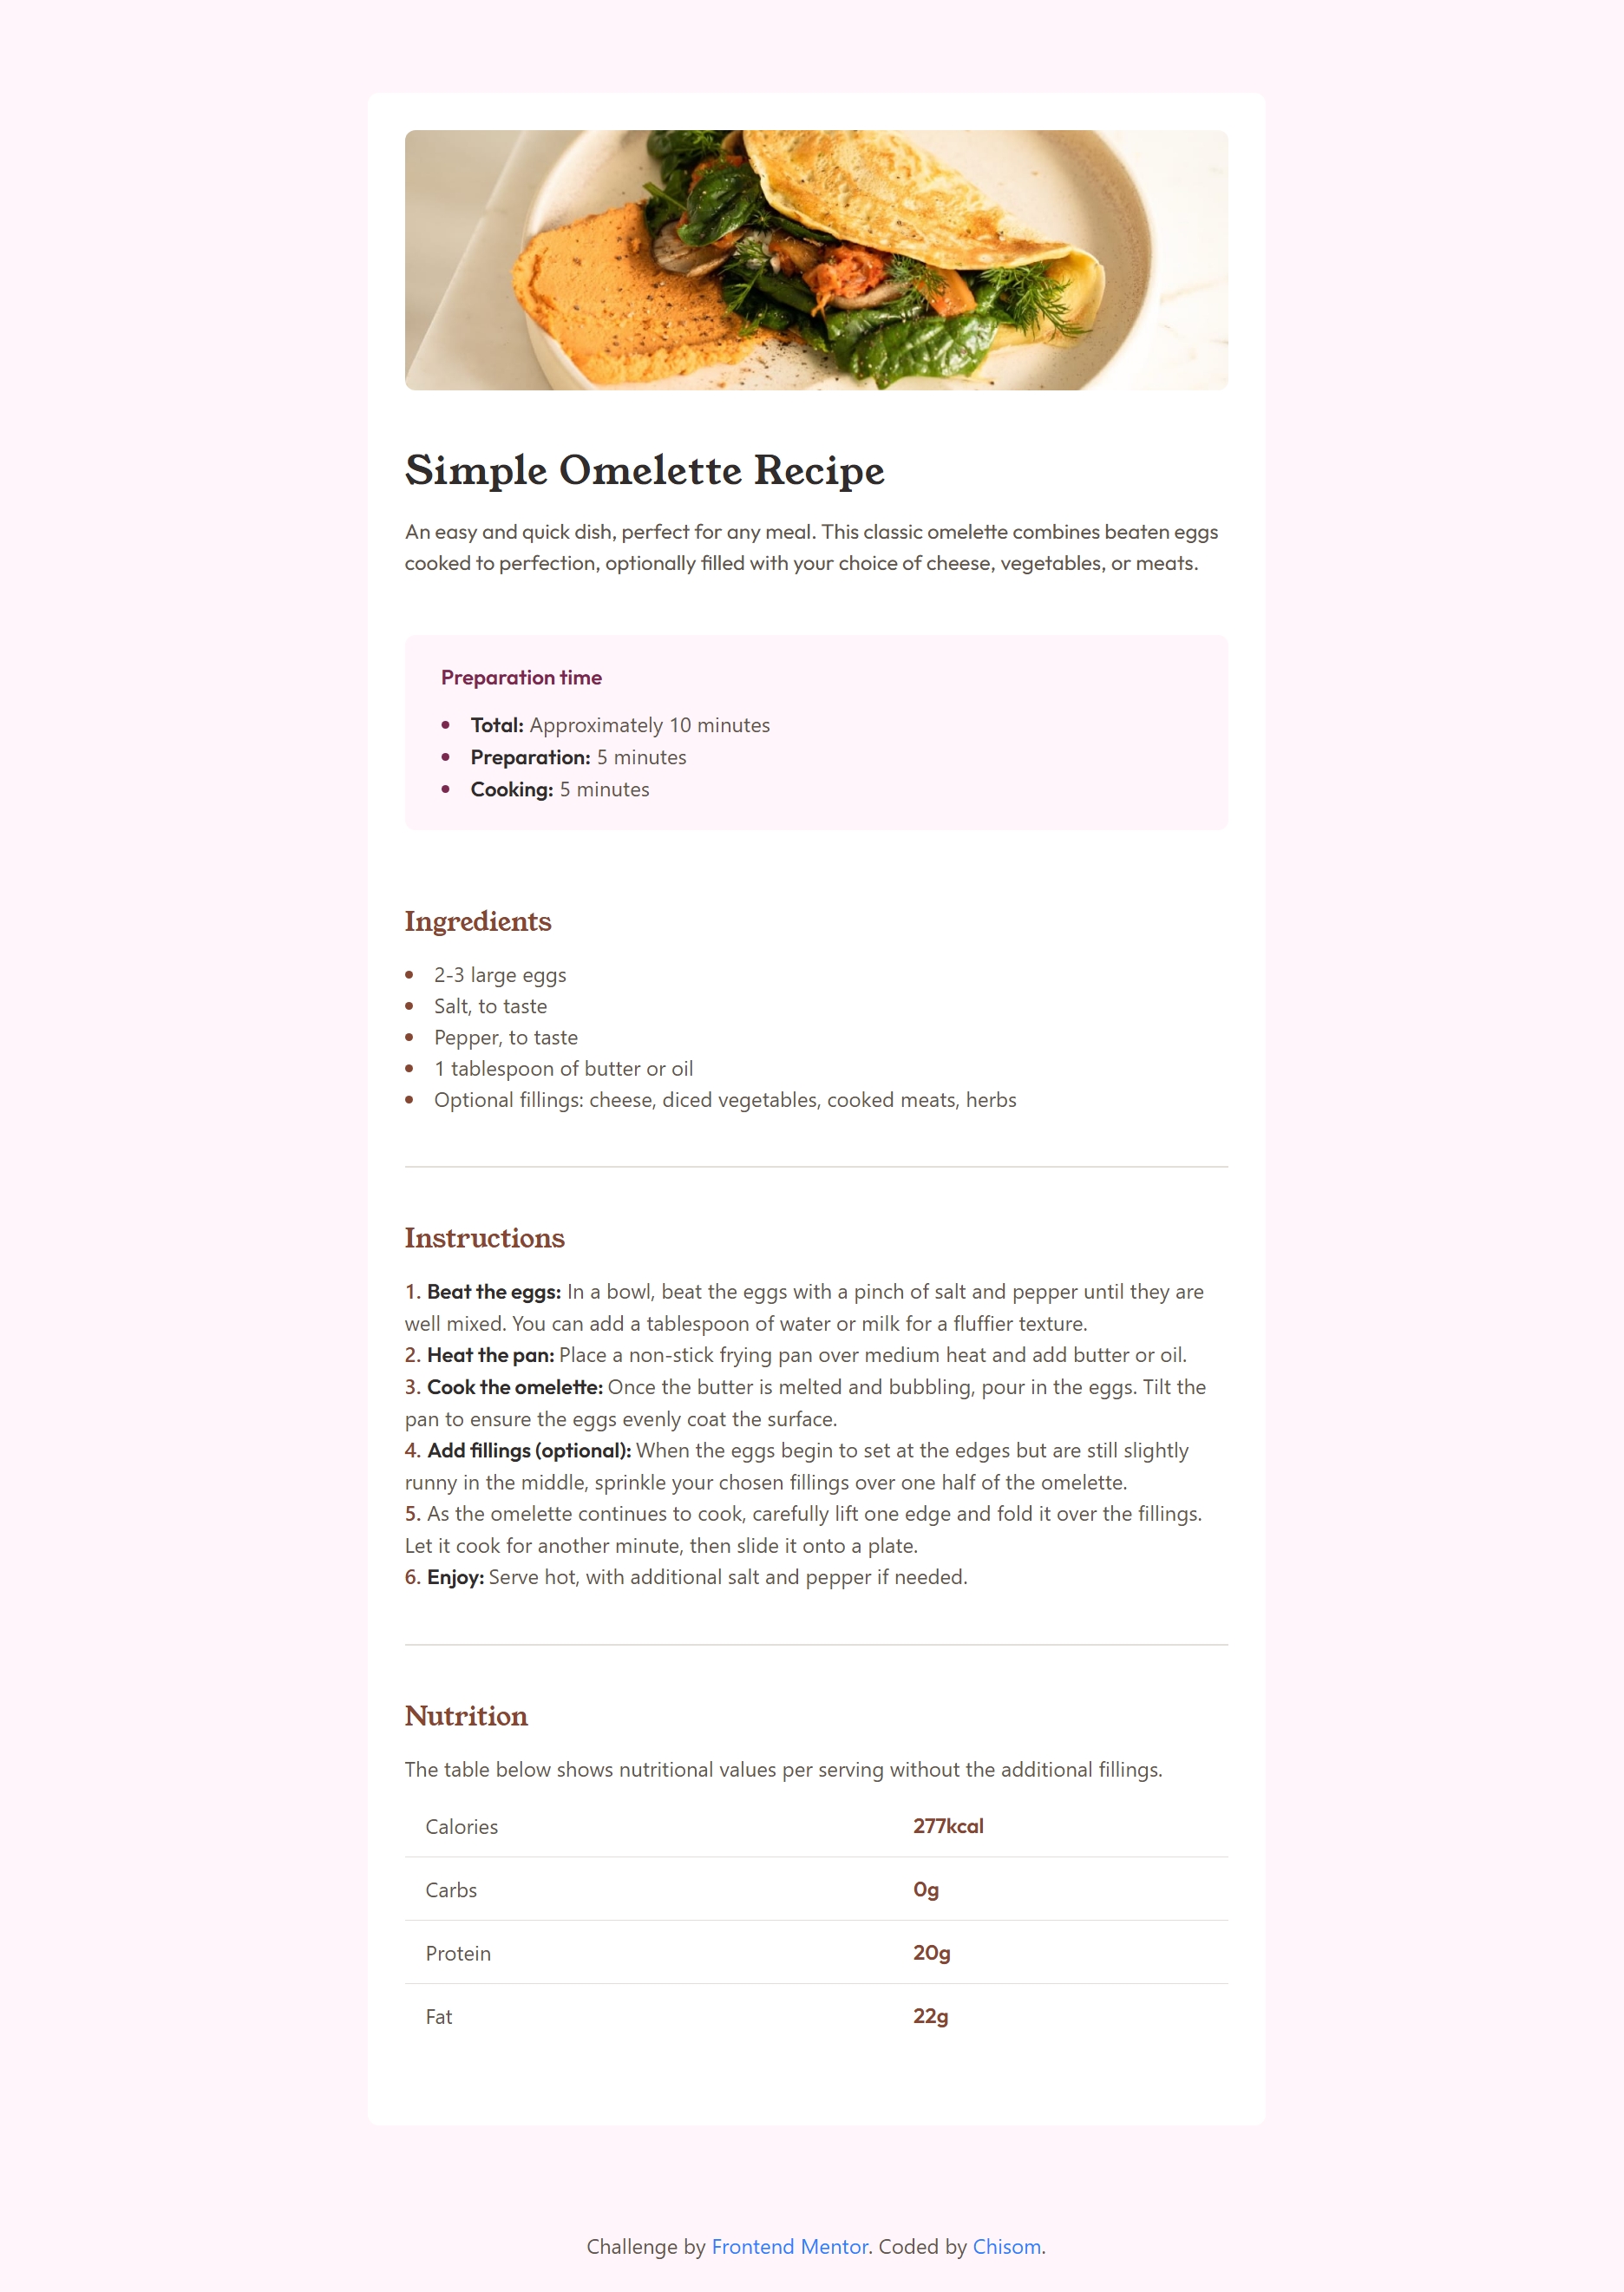 Simple Omelette Recipe
An easy and quick dish, perfect for any meal. This classic omelette combines beaten eggs
cooked to perfection, optionally filled with your choice of cheese, vegetables, or meats.
Preparation time
• Total: Approximately 10 minutes
• Preparation: 5 minutes
• Cooking: 5 minutes
Ingredients
• 2-3 large eggs
• Salt, to taste
• Pepper, to taste
• 1 tablespoon of butter or oil
• Optional fillings: cheese, diced vegetables, cooked meats, herbs
Instructions
1. Beat the eggs: In a bowl, beat the eggs with a pinch of salt and pepper until they are
well mixed. You can add a tablespoon of water or milk for a fluffier texture.
2. Heat the pan: Place a non-stick frying pan over medium heat and add butter or oil.
3. Cook the omelette: Once the butter is melted and bubbling, pour in the eggs. Tilt the
pan to ensure the eggs evenly coat the surface.
4. Add fillings (optional): When the eggs begin to set at the edges but are still slightly
runny in the middle, sprinkle your chosen fillings over one half of the omelette.
5. As the omelette continues to cook, carefully lift one edge and fold it over the fillings.
Let it cook for another minute, then slide it onto a plate.
6. Enjoy: Serve hot, with additional salt and pepper if needed.
Nutrition
The table below shows nutritional values per serving without the additional fillings.
Calories 277kcal
Carbs 0g
Protein 20g
Fat 22g
Challenge by Frontend Mentor. Coded by Chisom.